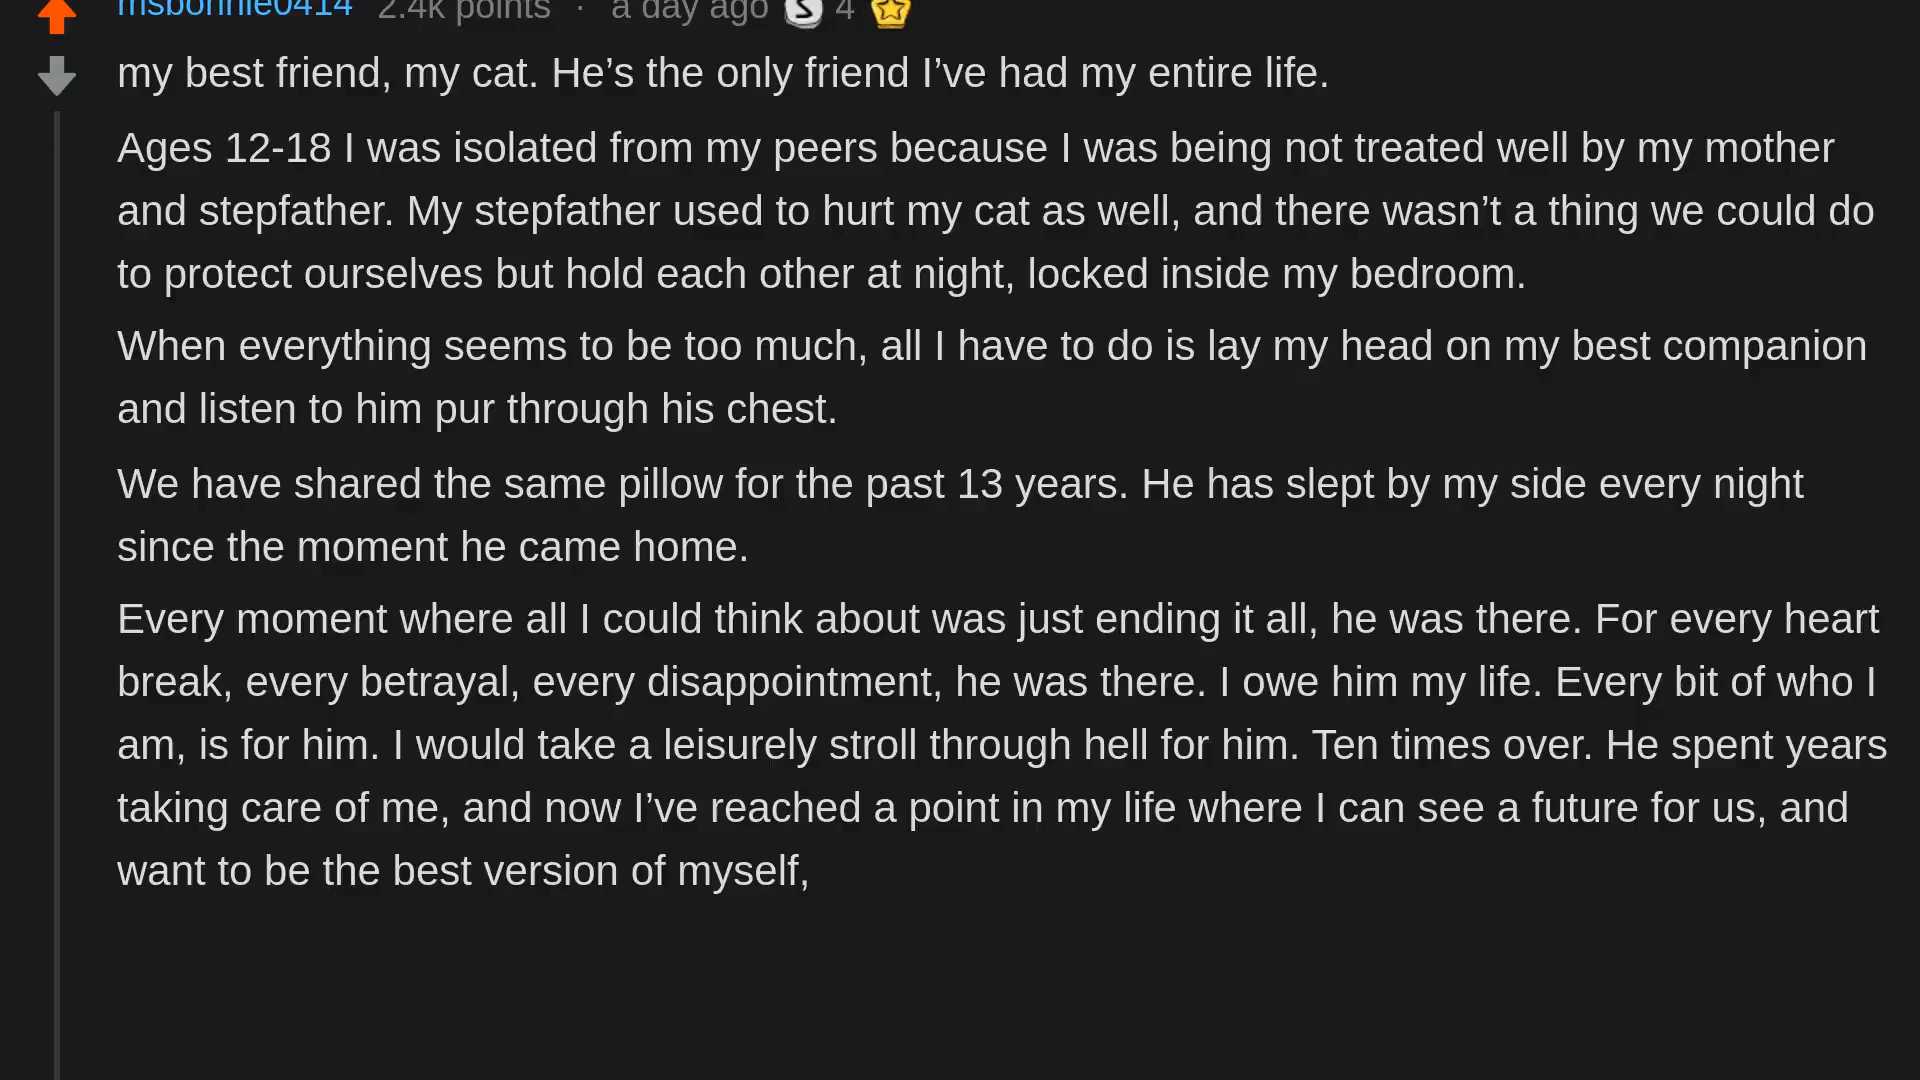 msbonnie0414 2.4k points · a day ago S 4
my best friend, my cat. He’s the only friend I’ve had my entire life.
Ages 12-18 I was isolated from my peers because I was being not treated well by my mother
and stepfather. My stepfather used to hurt my cat as well, and there wasn’t a thing we could do
to protect ourselves but hold each other at night, locked inside my bedroom.
When everything seems to be too much, all I have to do is lay my head on my best companion
and listen to him pur through his chest.
We have shared the same pillow for the past 13 years. He has slept by my side every night
since the moment he came home.
Every moment where all I could think about was just ending it all, he was there. For every heart
break, every betrayal, every disappointment, he was there. I owe him my life. Every bit of who I
am, is for him. I would take a leisurely stroll through hell for him. Ten times over. He spent years
taking care of me, and now I’ve reached a point in my life where I can see a future for us, and
want to be the best version of myself,